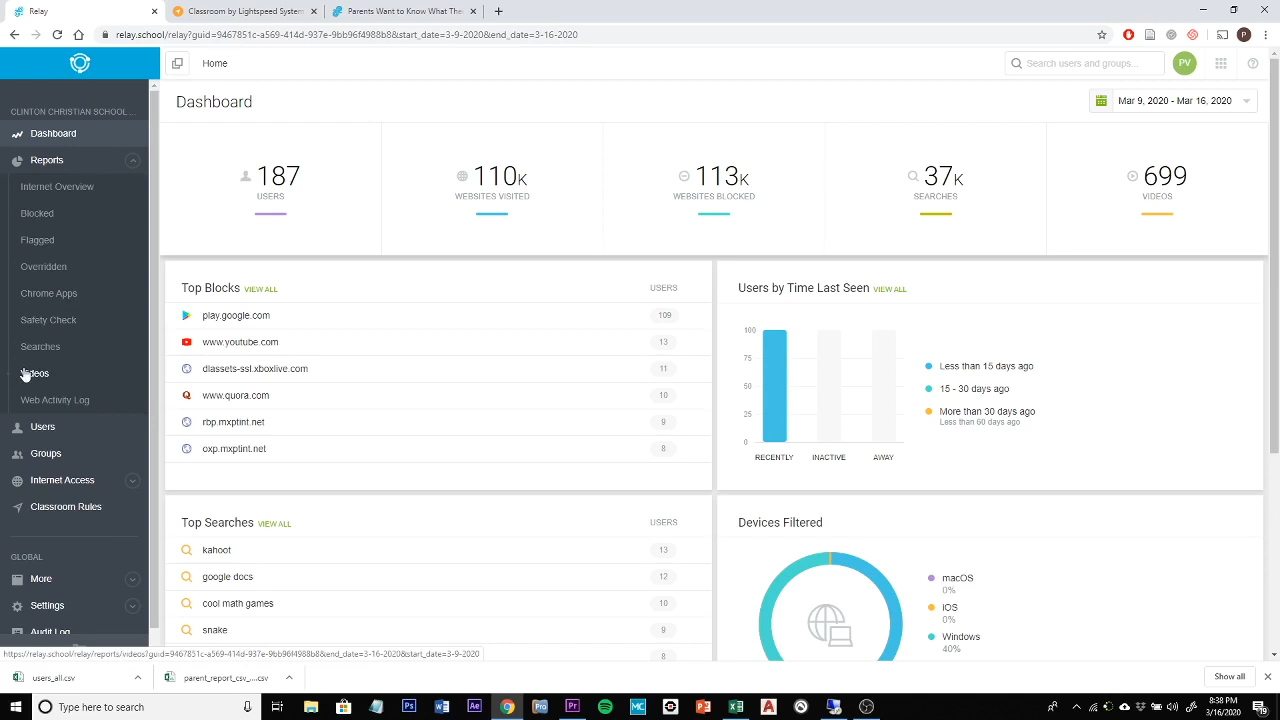 Relay
Classroom by Lightspeed System
Parents Want to Know What The
relay.school/relay?guid=9467851c-a569-414d-937e-9bb96f4988b8&end_date=3-16-2020&start_date=3-9-2020
P
Home
Search users and groups...
PV
CLINTON CHRISTIAN SCHOOL ...
Dashboard
Reports
Internet Overview
Blocked
Flagged
Overridden
Chrome Apps
Safety Check
Searches
Videos
Web Activity Log
Users
Groups
Internet Access
Classroom Rules
GLOBAL
More
Settings
Audit Log
Dashboard
Mar 9, 2020 - Mar 16, 2020
187
USERS
110K
WEBSITES VISITED
113K
WEBSITES BLOCKED
37K
SEARCHES
699
VIDEOS
Top Blocks VIEW ALL
USERS
play.google.com 109
www.youtube.com 13
dlassets-ssl.xboxlive.com 11
www.quora.com 10
rbp.mxptint.net 9
oxp.mxptint.net 8
Users by Time Last Seen VIEW ALL
100
75
50
25
0
RECENTLY INACTIVE AWAY
Less than 15 days ago
15 - 30 days ago
More than 30 days ago
Less than 60 days ago
Top Searches VIEW ALL
USERS
kahoot 13
google docs 12
cool math games 10
snake 9
8
Devices Filtered
macOS
0%
iOS
0%
Windows
40%
https://relay.school/relay/reports/videos?guid=9467851c-a569-414d-937e-9bb96f4988b8&end_date=3-16-2020&start_date=3-9-2020
users_all.csv
parent_report_csv_....csv
Show all
Type here to search
8:38 PM
3/16/2020